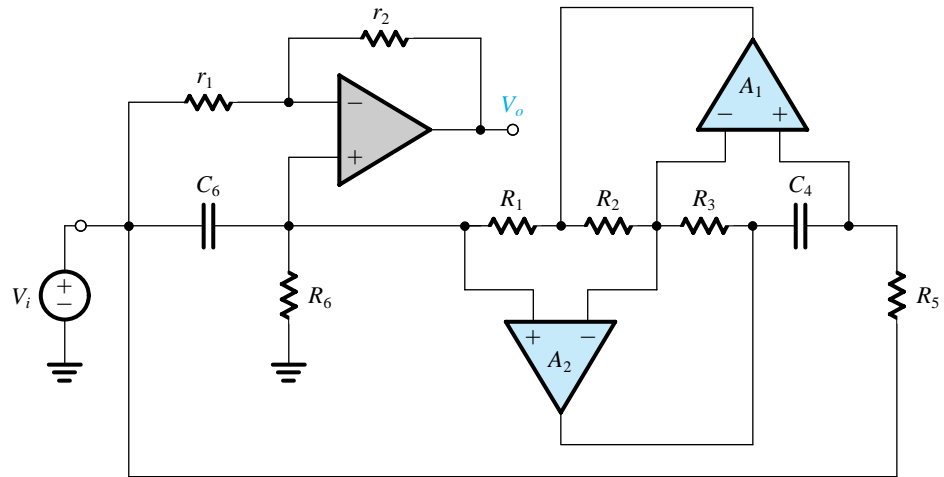 r₂
r₁
A₁
−
Vₒ
− +
+
C₆
R₁ R₂ R₃ C₄
Vᵢ
+
−
R₆
R₅
+ −
A₂